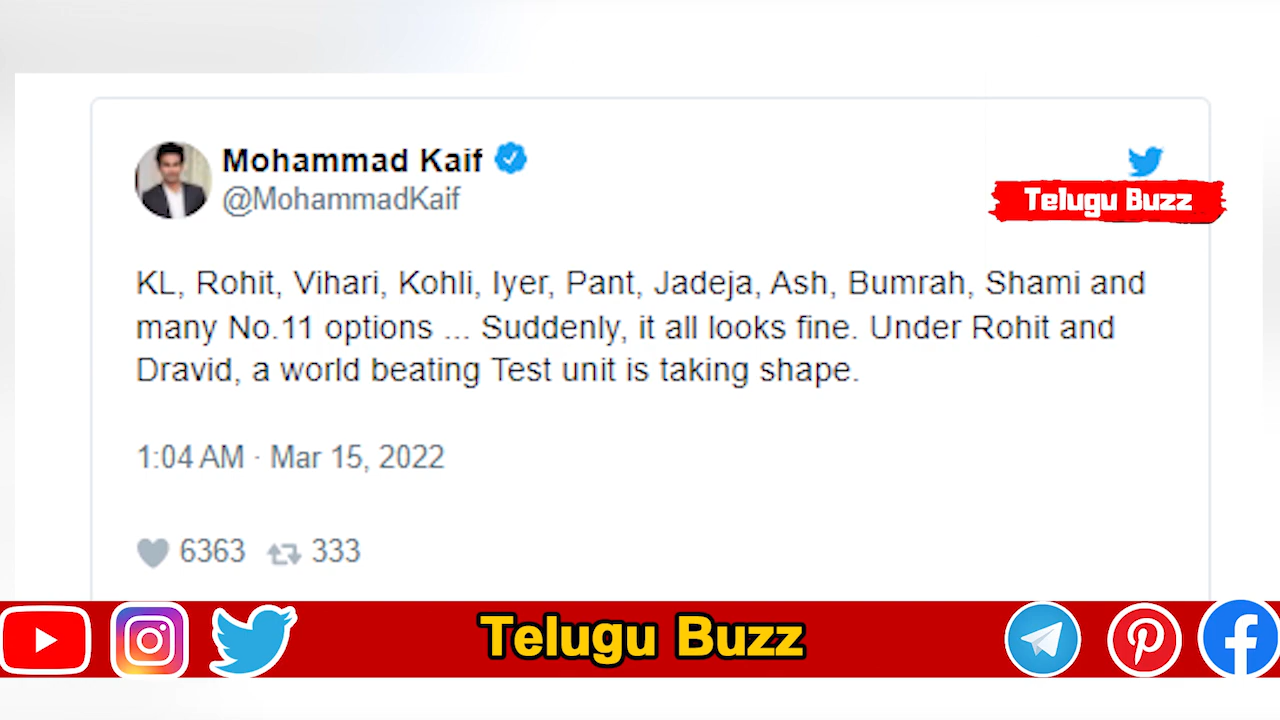 Mohammad Kaif
@MohammadKaif
Telugu Buzz
KL, Rohit, Vihari, Kohli, Iyer, Pant, Jadeja, Ash, Bumrah, Shami and
many No.11 options ... Suddenly, it all looks fine. Under Rohit and
Dravid, a world beating Test unit is taking shape.
1:04 AM · Mar 15, 2022
6363 333
Telugu Buzz